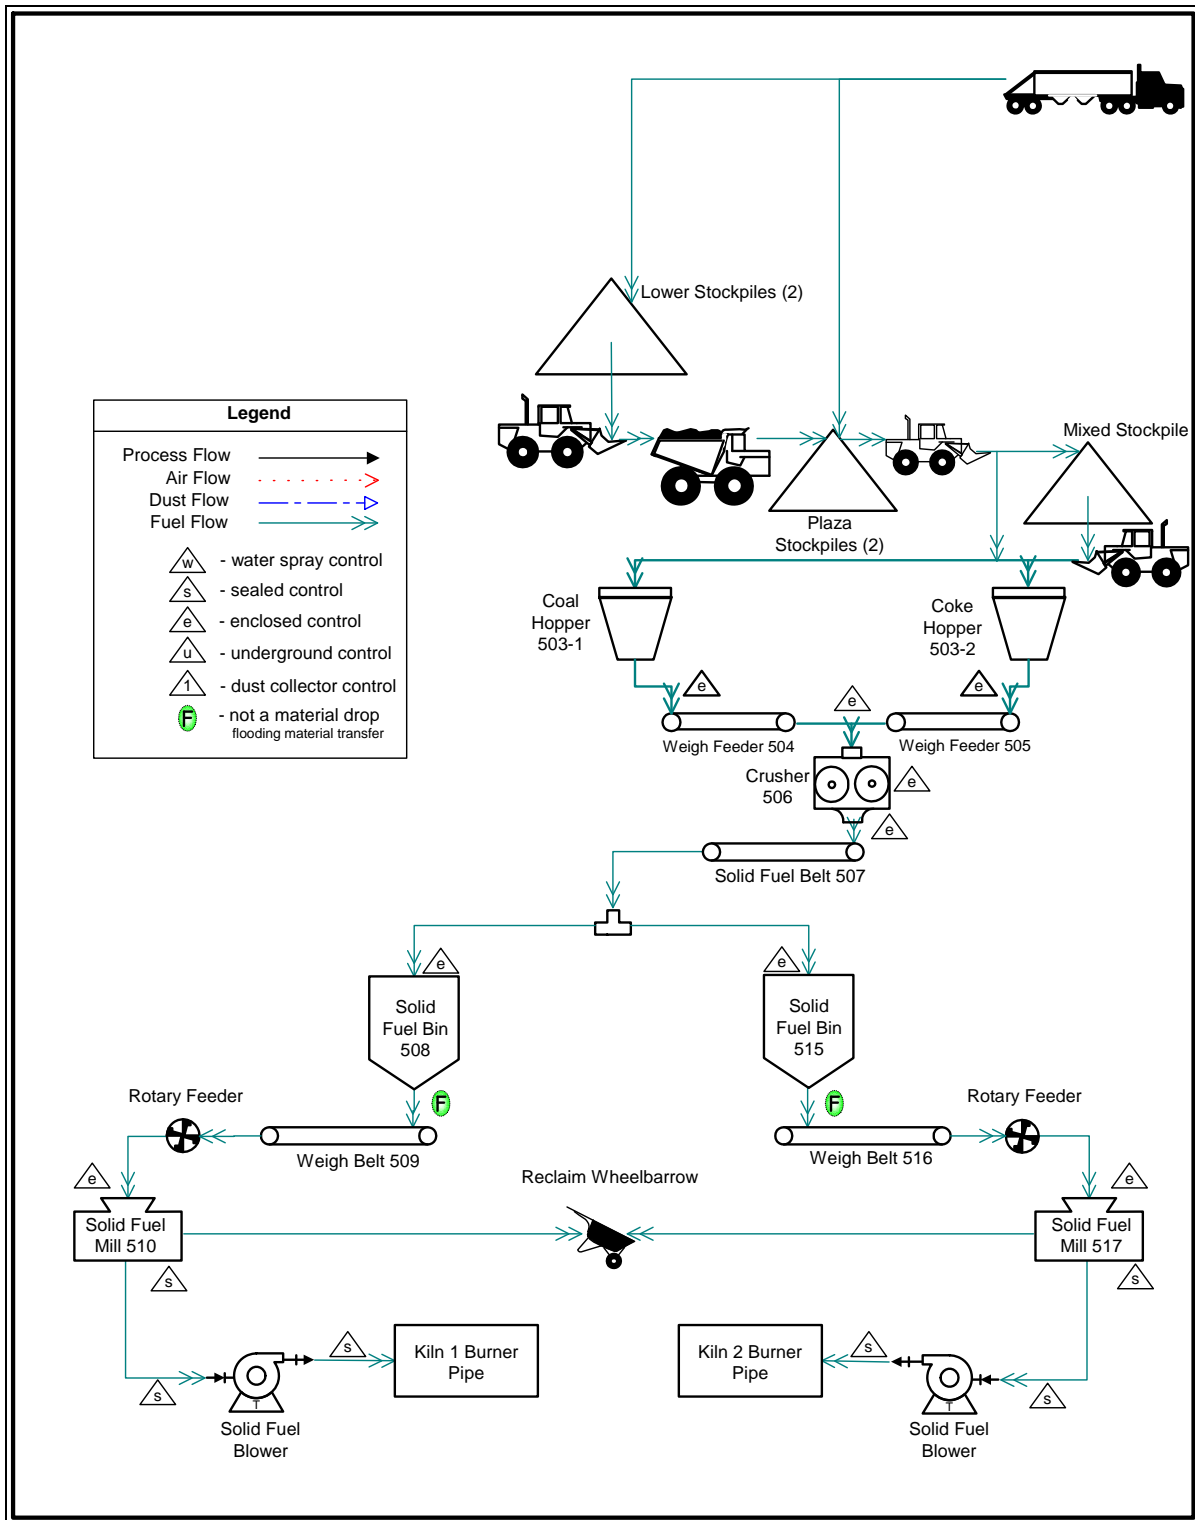 Lower Stockpiles (2)
Legend
Process Flow
Air Flow
Dust Flow
Fuel Flow
w - water spray control
s - sealed control
e - enclosed control
u - underground control
1 - dust collector control
F - not a material drop
flooding material transfer
Mixed Stockpile
Plaza
Stockpiles (2)
Coal
Hopper
503-1
Coke
Hopper
503-2
e
e
e
Weigh Feeder 504
Weigh Feeder 505
Crusher
506
e
e
Solid Fuel Belt 507
e
e
Solid
Fuel Bin
508
Solid
Fuel Bin
515
F
F
Rotary Feeder
Rotary Feeder
Weigh Belt 509
Weigh Belt 516
e
e
Reclaim Wheelbarrow
Solid Fuel
Mill 510
Solid Fuel
Mill 517
s
s
s
s
Kiln 1 Burner
Pipe
Kiln 2 Burner
Pipe
s
s
T
T
Solid Fuel
Blower
Solid Fuel
Blower